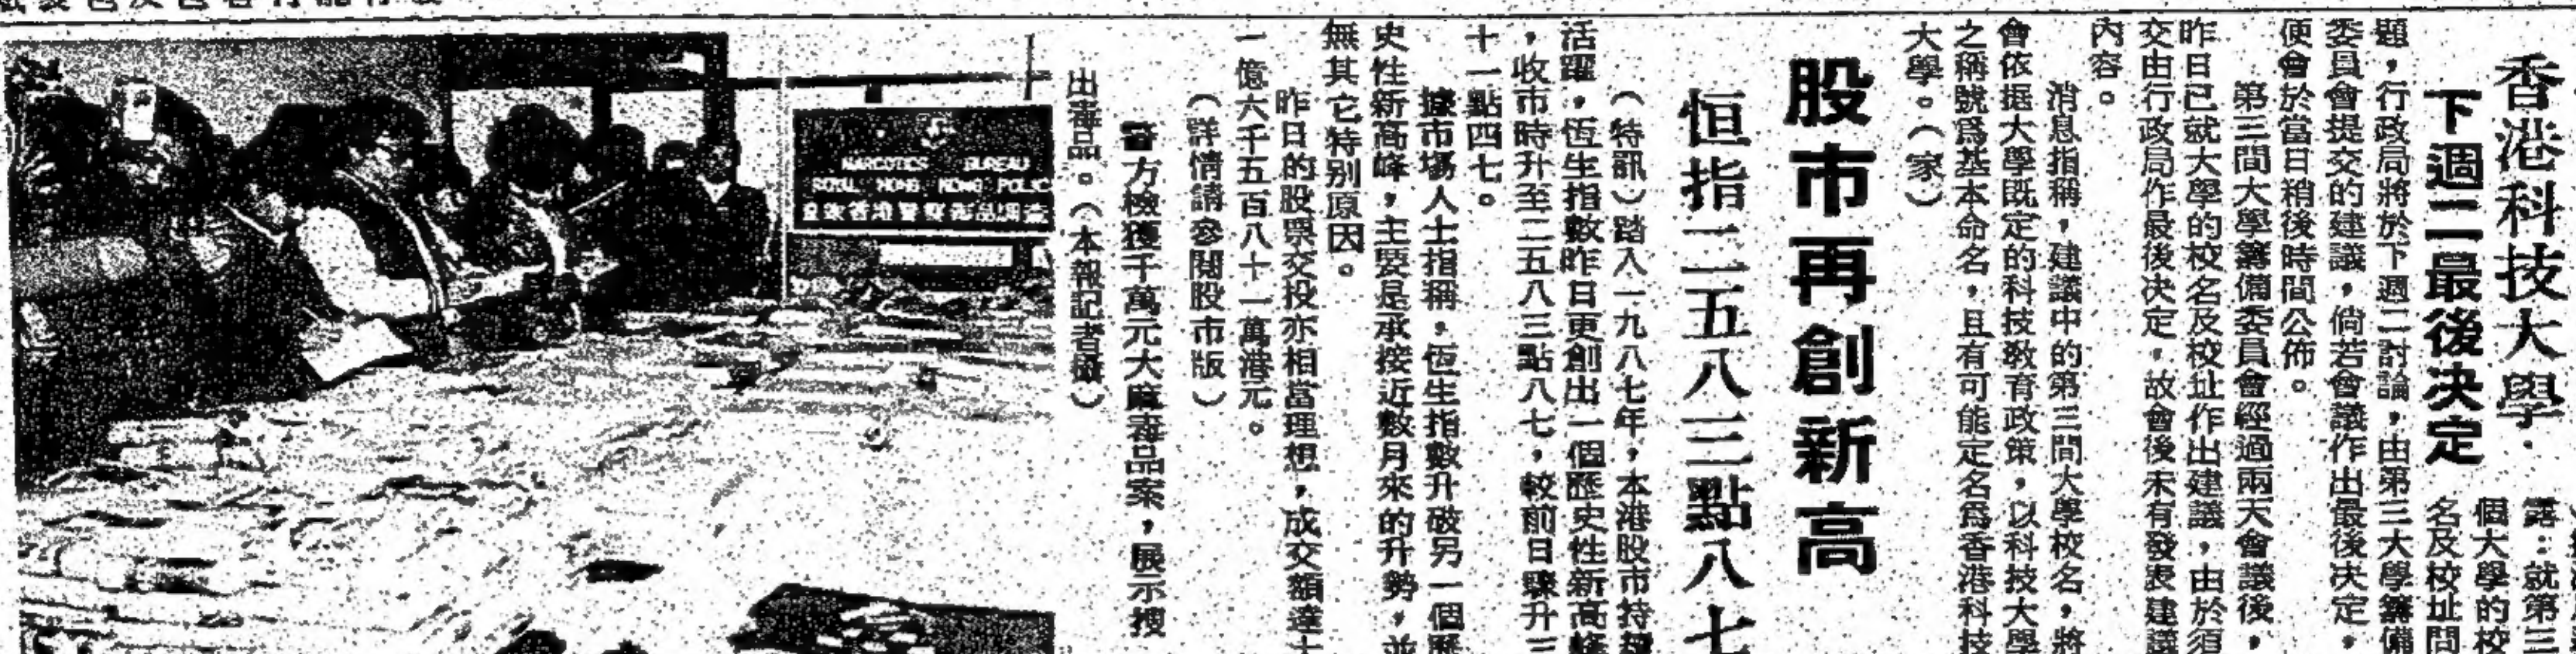 香港科技大學．
下週二最後決定
露：就第三
個大學的校
名及校址問
題，行政局將於下週二討論，由第三大學籌備
委員會提交的建議，倘若會議作出最後決定，
便會於當日稍後時間公佈。
第三間大學籌備委員會經過兩天會議後，
昨日已就大學的校名及校址作出建議，由於須
交由行政局作最後決定，故會後未有發表建議
內容。
消息指稱，建議中的第三間大學校名，將
會依据大學既定的科技教育政策，以科技大學
之稱號爲基本命名，且有可能定名爲香港科技
大學。（家）
股市再創新高
恒指二五八三點八七
（特訊）踏入一九八七年，本港股市持續
活躍，恆生指數昨日更創出一個歷史性新高峰
，收市時升至二五八三點八七，較前日驟升三
十一點四七。
據市場人士指稱，恆生指數升破另一個歷
史性新高峰，主要是承接近數月來的升勢，並
無其它特别原因。
昨日的股票交投亦相當理想，成交額達十
一億六千五百八十一萬港元。
（詳情請參閱股市版）
警方檢獲千萬元大麻毒品案，展示搜
出毒品。（本報記者攝）
NARCOTICS BUREAU
ROYAL HONG KONG POLIC
皇家香港警察毒品調查